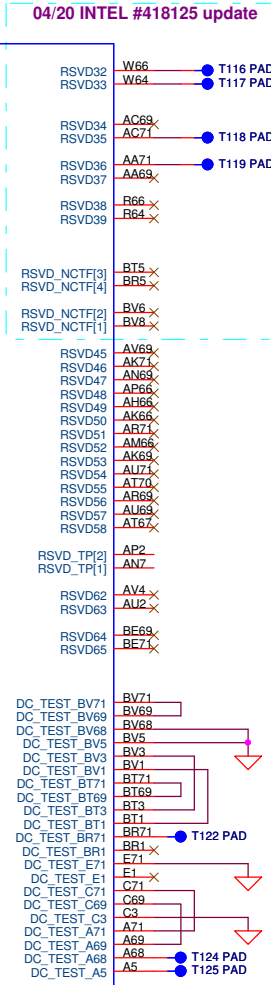 04/20 INTEL #418125 update
RSVD32 W66 T116 PAD
RSVD33 W64 T117 PAD
RSVD34 AC69
RSVD35 AC71 T118 PAD
RSVD36 AA71 T119 PAD
RSVD37 AA69
RSVD38 R66
RSVD39 R64
RSVD_NCTF[3] BT5
RSVD_NCTF[4] BR5
RSVD_NCTF[2] BV6
RSVD_NCTF[1] BV8
RSVD45 AV69
RSVD46 AK71
RSVD47 AN69
RSVD48 AP66
RSVD49 AH66
RSVD50 AK66
RSVD51 AR71
RSVD52 AM66
RSVD53 AK69
RSVD54 AU71
RSVD55 AT70
RSVD56 AR69
RSVD57 AU69
RSVD58 AT67
RSVD_TP[2] AP2
RSVD_TP[1] AN7
RSVD62 AV4
RSVD63 AU2
RSVD64 BE69
RSVD65 BE71
DC_TEST_BV71 BV71
DC_TEST_BV69 BV69
DC_TEST_BV68 BV68
DC_TEST_BV5 BV5
DC_TEST_BV3 BV3
DC_TEST_BV1 BV1
DC_TEST_BT71 BT71
DC_TEST_BT69 BT69
DC_TEST_BT3 BT3
DC_TEST_BT1 BT1
DC_TEST_BR71 BR71 T122 PAD
DC_TEST_BR1 BR1
DC_TEST_E71 E71
DC_TEST_E1 E1
DC_TEST_C71 C71
DC_TEST_C69 C69
DC_TEST_C3 C3
DC_TEST_A71 A71
DC_TEST_A69 A69
DC_TEST_A68 A68 T124 PAD
DC_TEST_A5 A5 T125 PAD